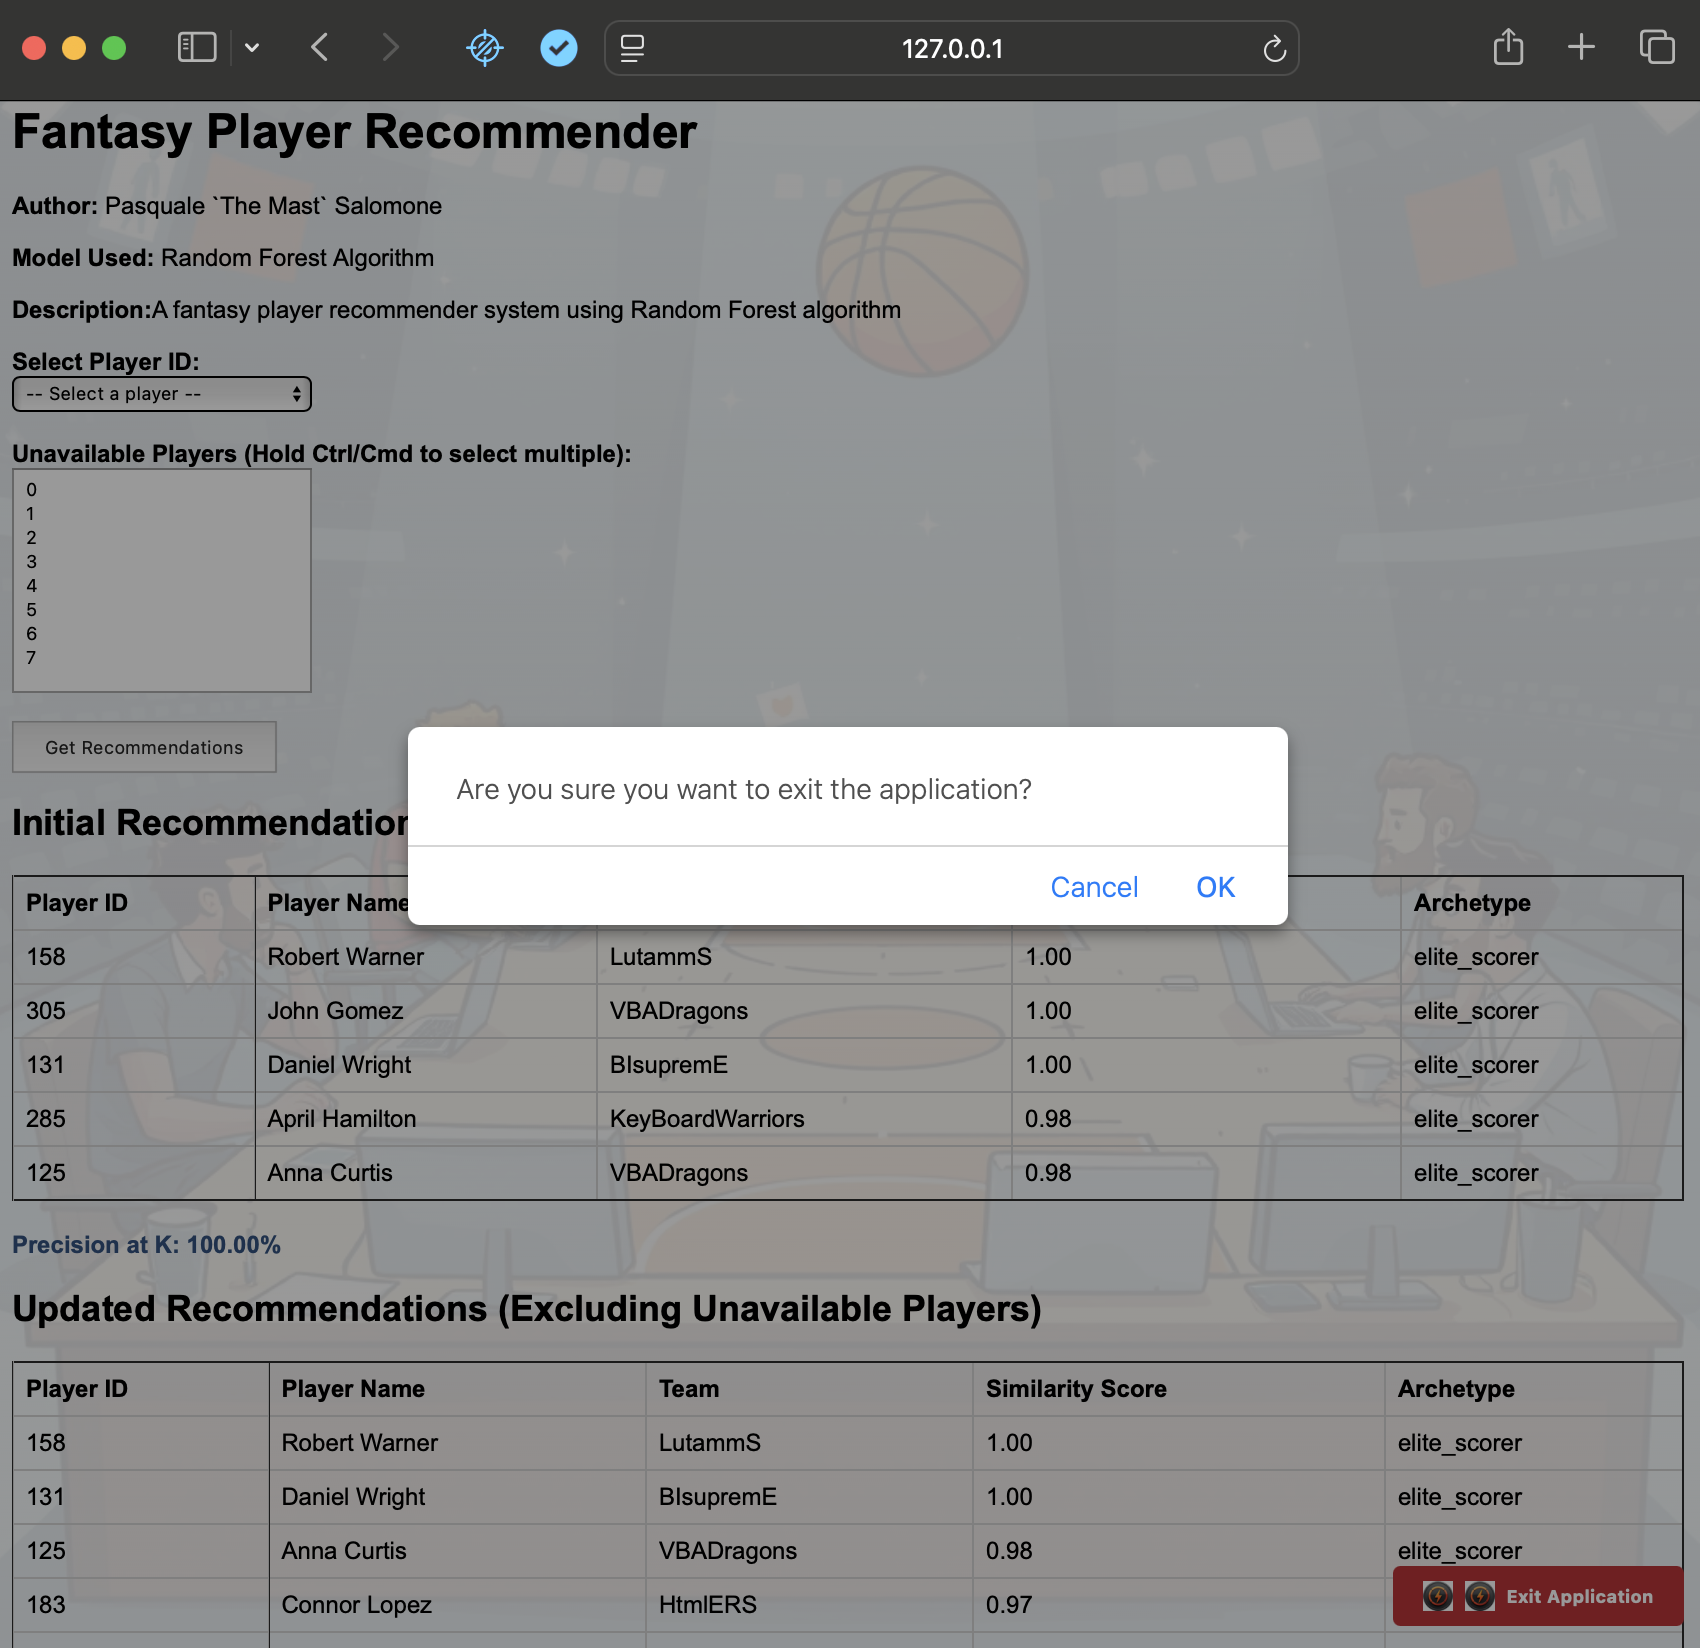 127.0.0.1
Fantasy Player Recommender
Author: Pasquale `The Mast` Salomone
Model Used: Random Forest Algorithm
Description:A fantasy player recommender system using Random Forest algorithm
Select Player ID:
-- Select a player --
Unavailable Players (Hold Ctrl/Cmd to select multiple):
0
1
2
3
4
5
6
7
Get Recommendations
Are you sure you want to exit the application?
Cancel OK
Initial
Player ID Player Name Archetype
158 Robert Warner LutammS 1.00 elite_scorer
305 John Gomez VBADragons 1.00 elite_scorer
131 Daniel Wright BIsupremE 1.00 elite_scorer
285 April Hamilton KeyBoardWarriors 0.98 elite_scorer
125 Anna Curtis VBADragons 0.98 elite_scorer
Precision at K: 100.00%
Updated Recommendations (Excluding Unavailable Players)
Player ID Player Name Team Similarity Score Archetype
158 Robert Warner LutammS 1.00 elite_scorer
131 Daniel Wright BIsupremE 1.00 elite_scorer
125 Anna Curtis VBADragons 0.98 elite_scorer
183 Connor Lopez HtmlERS 0.97
Exit Application